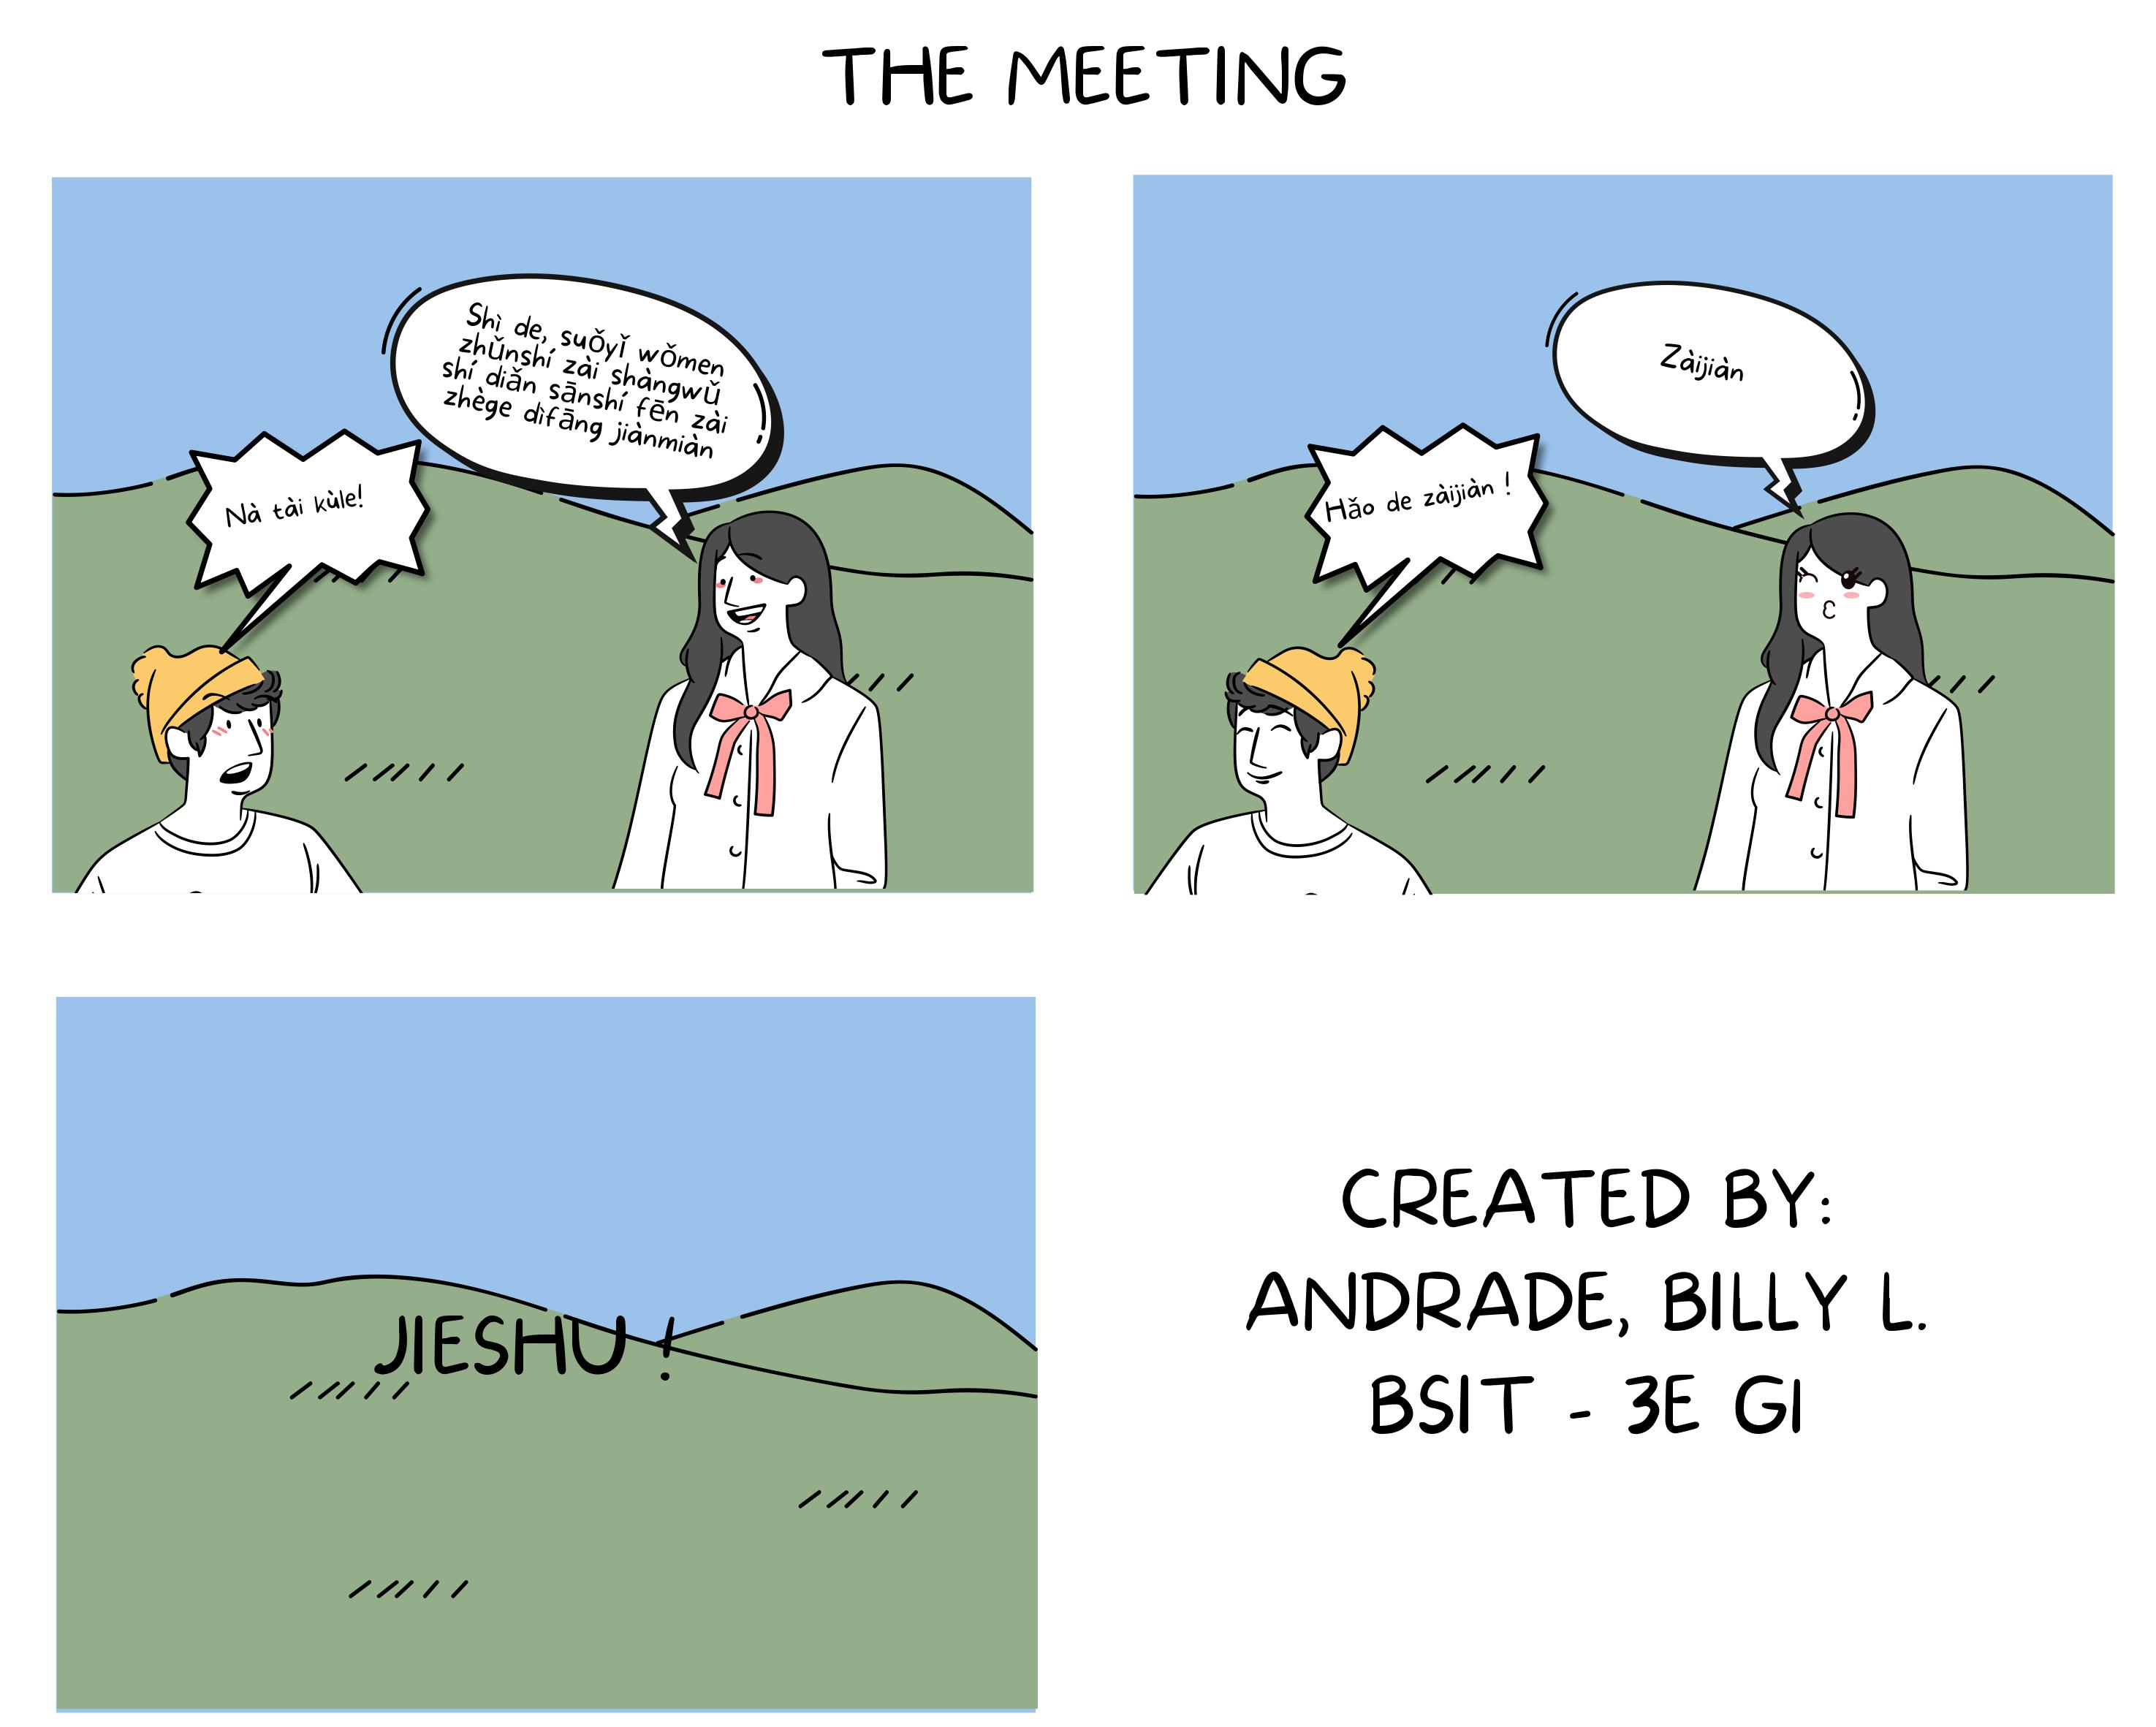 THE MEETING
Nà tài kùle!
Shì de, suǒyǐ wǒmen
zhǔnshí zài shàngwǔ
shí diǎn sānshí fēn zài
zhège dìfāng jiànmiàn
Hǎo de zàijiàn !
Zàijiàn
JIESHU !
CREATED BY:
ANDRADE, BILLY L.
BSIT - 3E GI